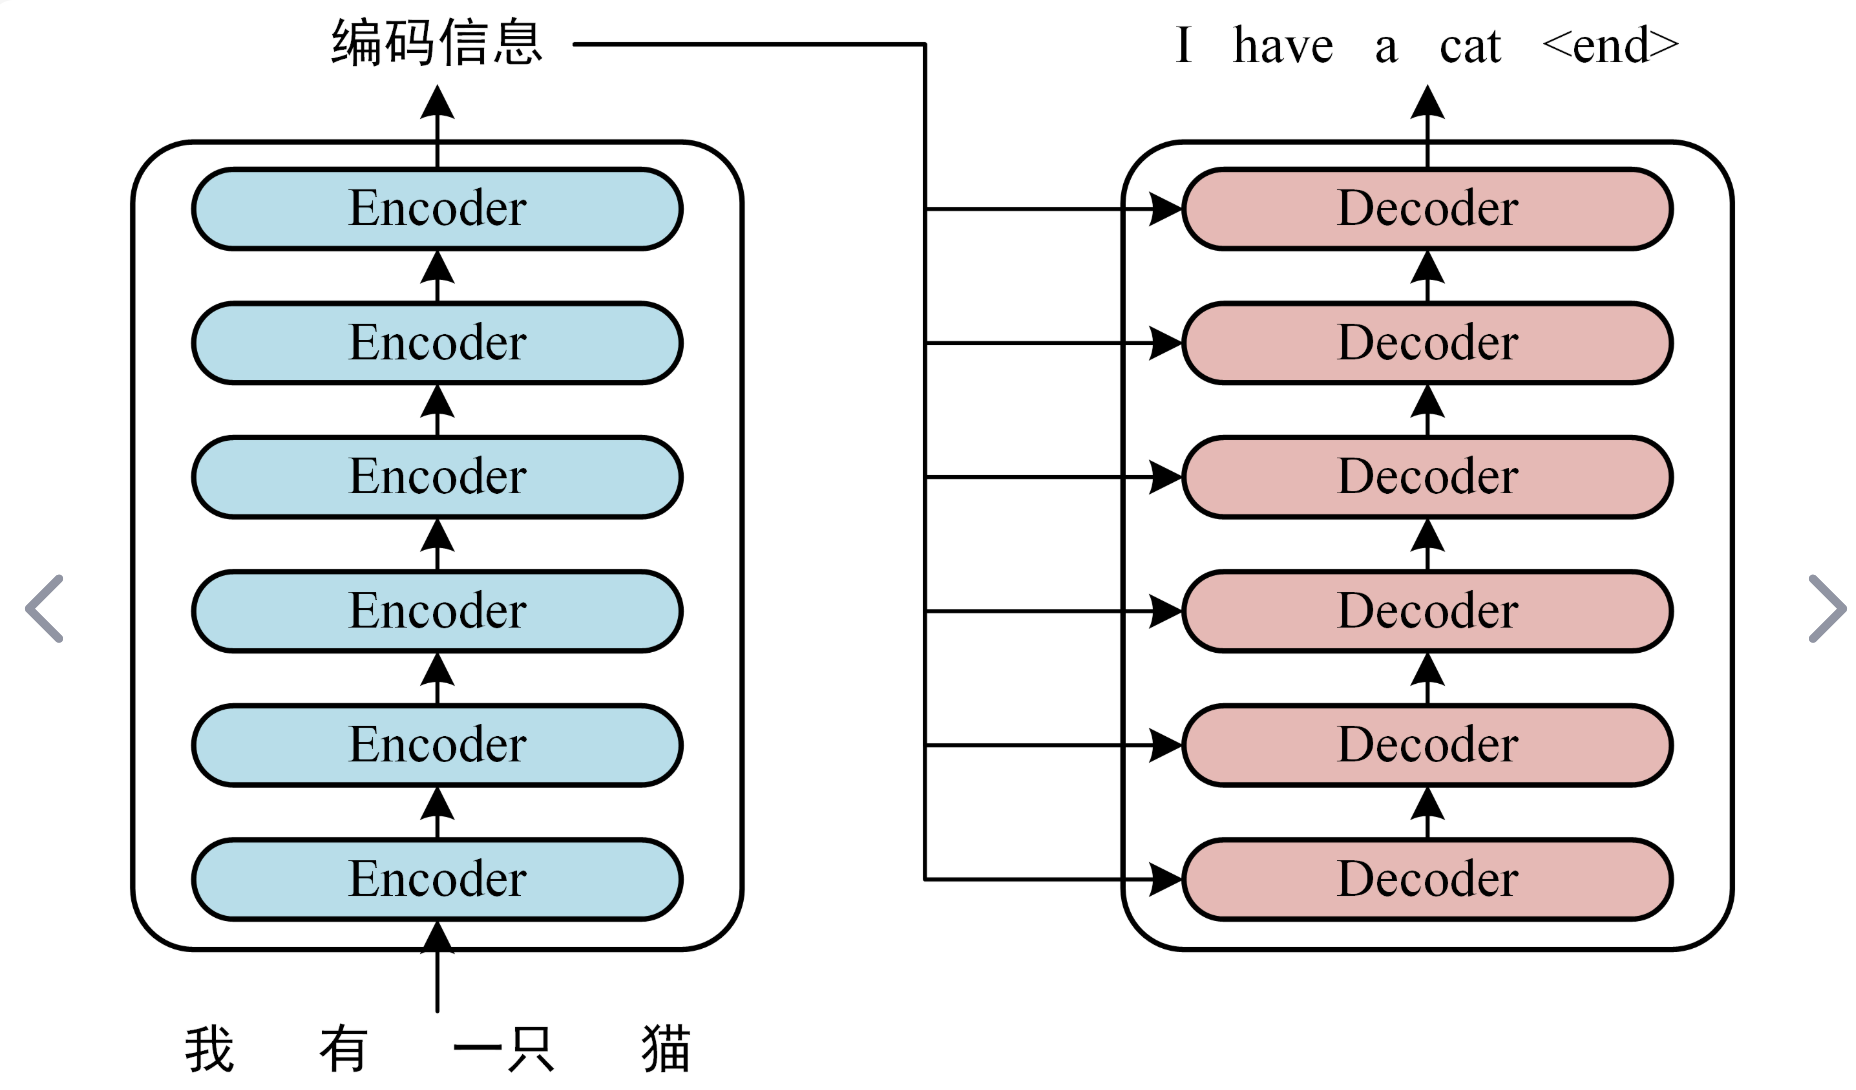 编码信息
I have a cat <end>
Encoder
Encoder
Encoder
Encoder
Encoder
Encoder
Decoder
Decoder
Decoder
Decoder
Decoder
Decoder
我 有 一只 猫